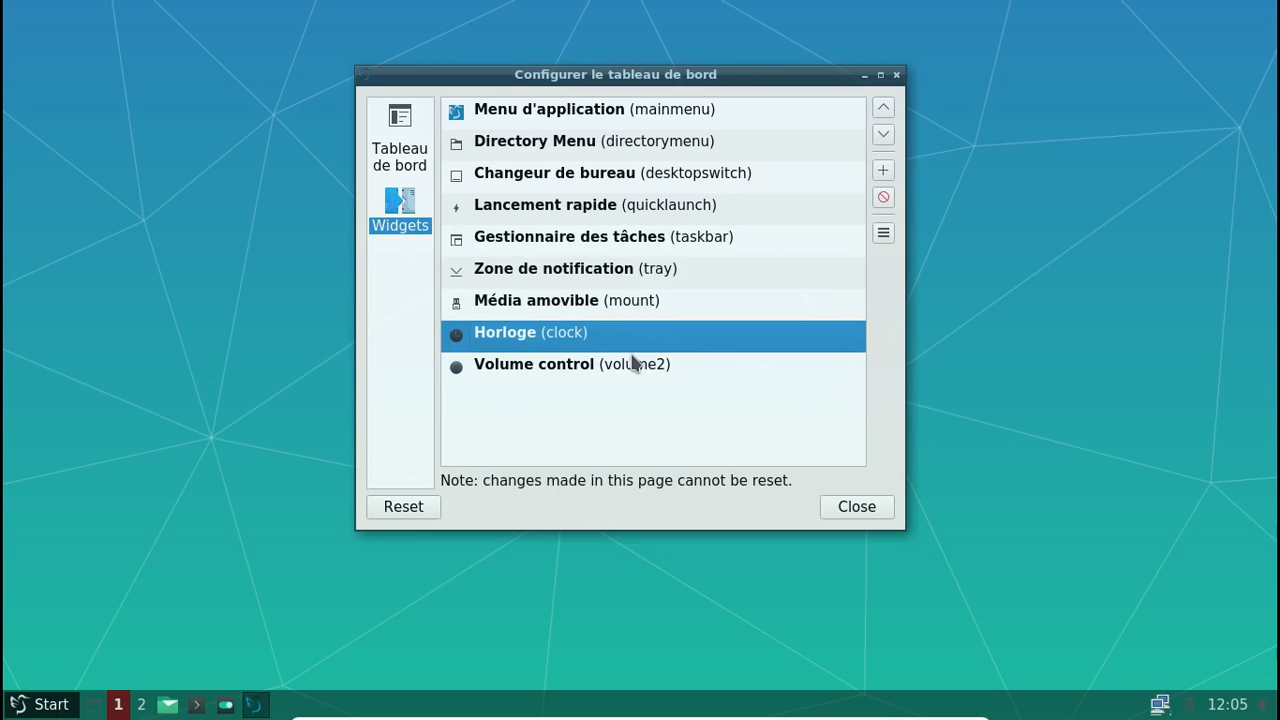 Configurer le tableau de bord
Tableau
de bord
Widgets
Menu d'application (mainmenu)
Directory Menu (directorymenu)
Changeur de bureau (desktopswitch)
Lancement rapide (quicklaunch)
Gestionnaire des tâches (taskbar)
Zone de notification (tray)
Média amovible (mount)
Horloge (clock)
Volume control (volume2)
Note: changes made in this page cannot be reset.
Reset
Close
Start
1
2
12:05